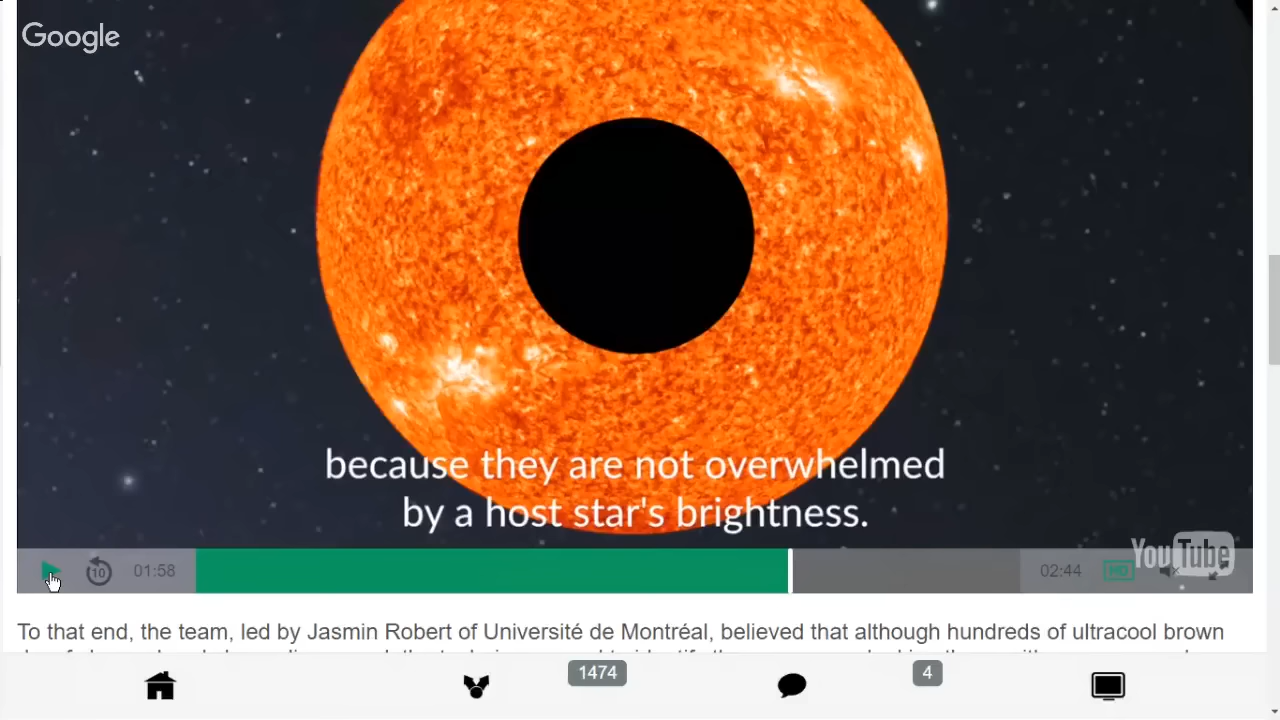 Google
because they are not overwhelmed
by a host star's brightness.
10
01:58
02:44
HD
YouTube
To that end, the team, led by Jasmin Robert of Université de Montréal, believed that although hundreds of ultracool brown
1474
4